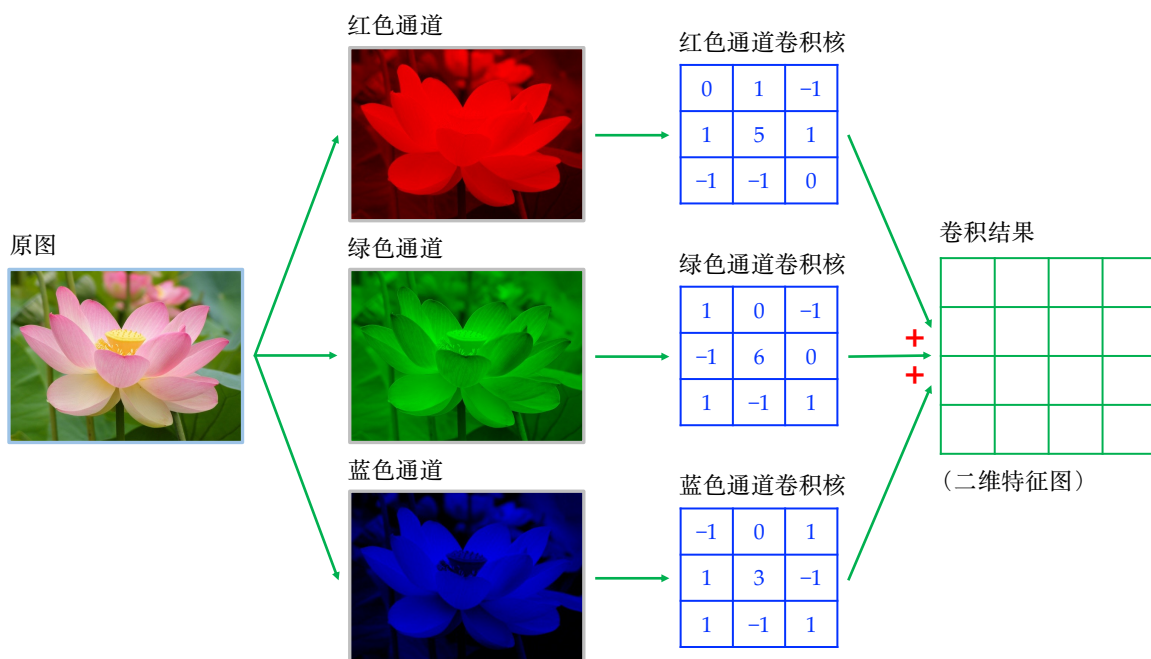 原图
红色通道
红色通道卷积核
0 1 −1
1 5 1
−1 −1 0
绿色通道
绿色通道卷积核
1 0 −1
−1 6 0
1 −1 1
蓝色通道
蓝色通道卷积核
−1 0 1
1 3 −1
1 −1 1
+
+
卷积结果
（二维特征图）